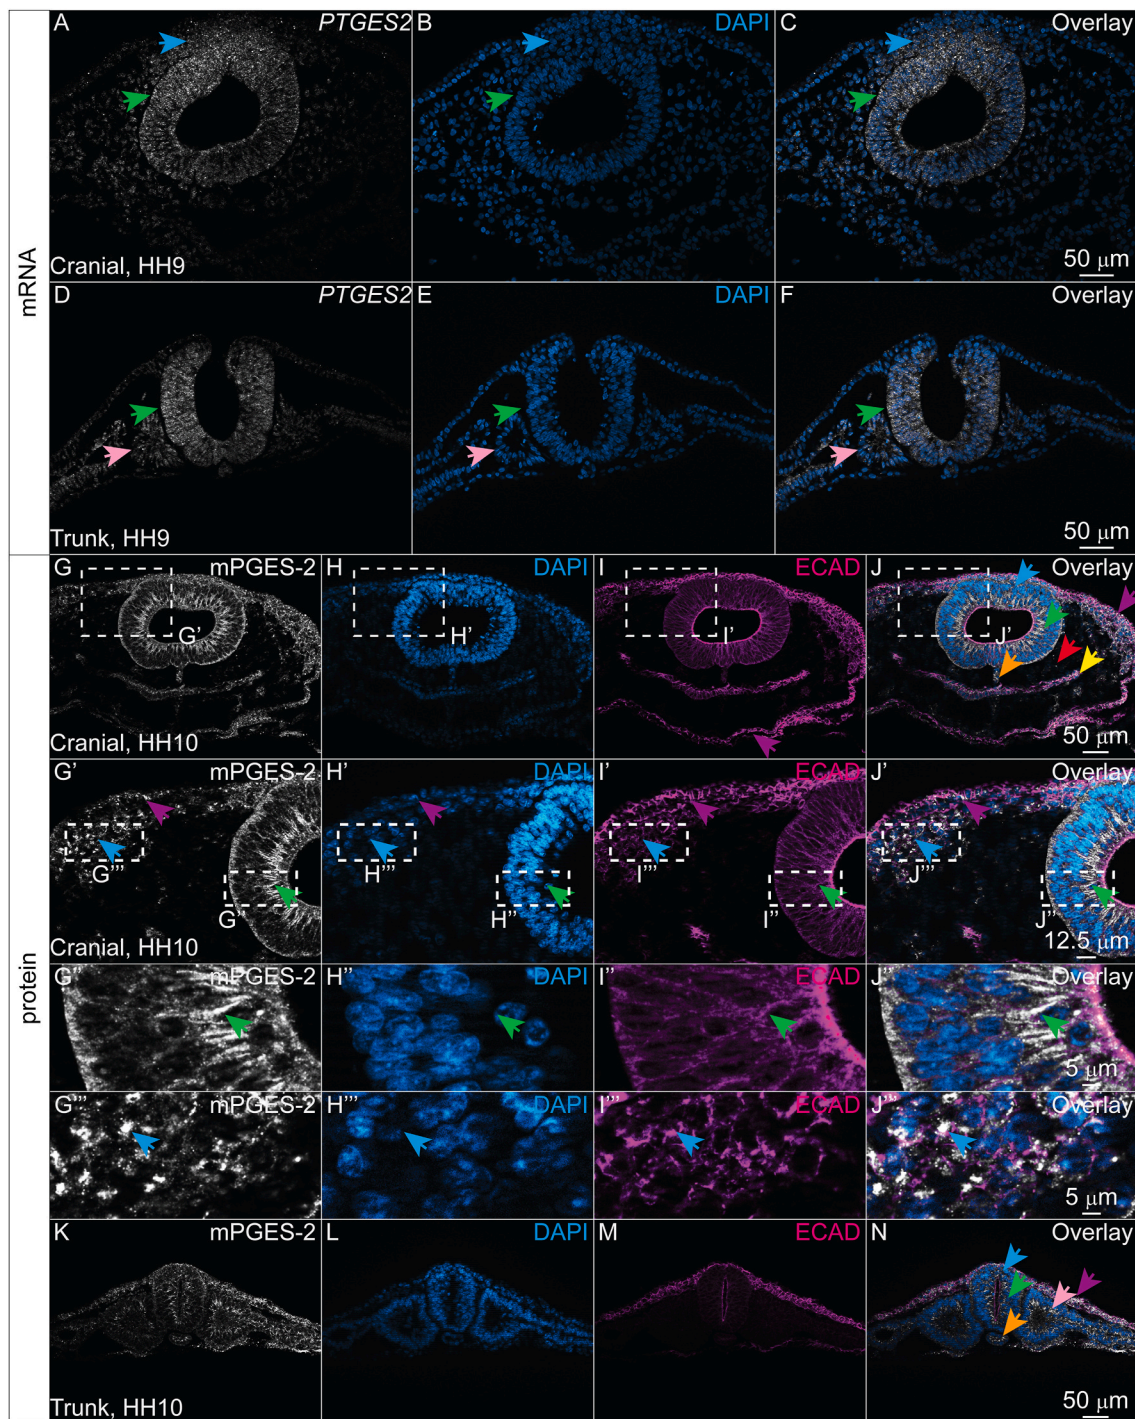 mRNA
A PTGES2 B DAPI C Overlay
Cranial, HH9 50 μm
D PTGES2 E DAPI F Overlay
Trunk, HH9 50 μm
protein
G mPGES-2 H DAPI I ECAD J Overlay
G' H' I' J'
Cranial, HH10 50 μm
G' mPGES-2 H' DAPI I' ECAD J' Overlay
G''' H''' I''' J'''
G'' H'' I'' J''
Cranial, HH10 12.5 μm
G'' mPGES-2 H'' DAPI I'' ECAD J'' Overlay
5 μm
G''' mPGES-2 H''' DAPI I''' ECAD J''' Overlay
5 μm
K mPGES-2 L DAPI M ECAD N Overlay
Trunk, HH10 50 μm